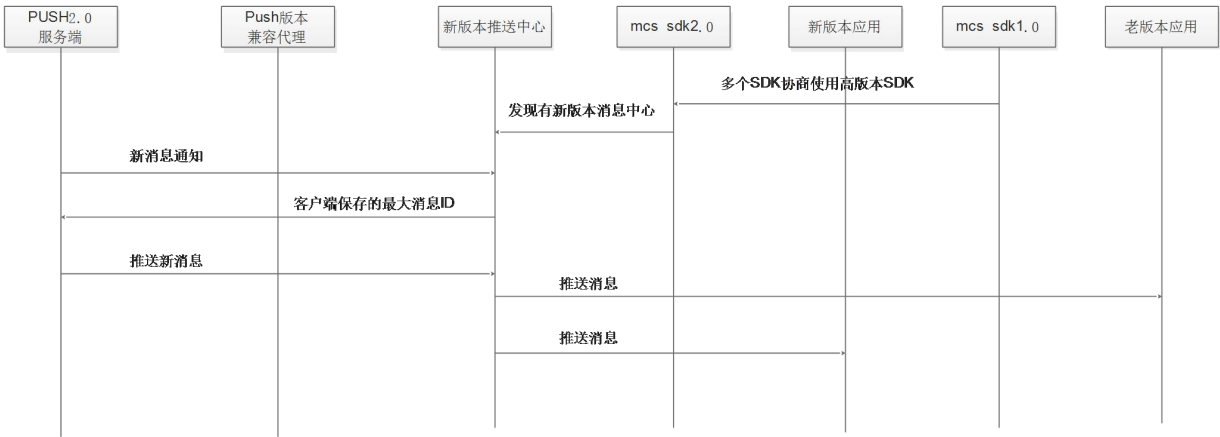 PUSH2.0
服务端
Push版本
兼容代理
新版本推送中心
mcs sdk2.0
新版本应用
mcs sdk1.0
老版本应用
多个SDK协商使用高版本SDK
发现有新版本消息中心
新消息通知
客户端保存的最大消息ID
推送新消息
推送消息
推送消息